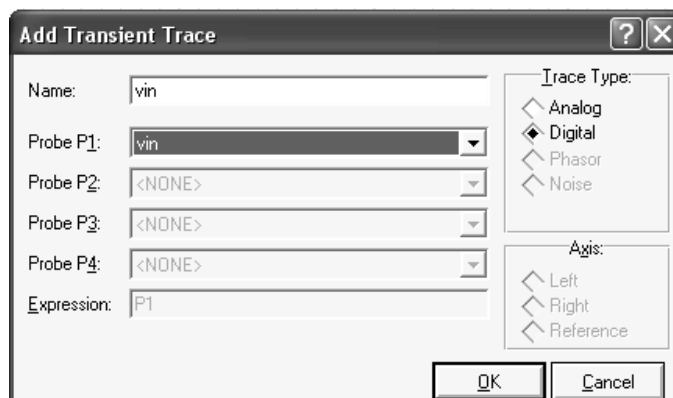 Add Transient Trace
Name: vin
Probe P1: vin
Probe P2: <NONE>
Probe P3: <NONE>
Probe P4: <NONE>
Expression: P1
Trace Type:
Analog
Digital
Phasor
Noise
Axis:
Left
Right
Reference
OK Cancel